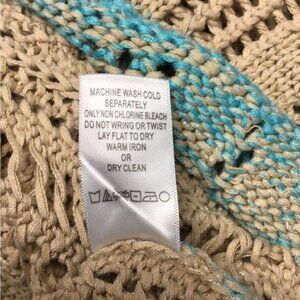 MACHINE WASH COLD
SEPARATELY
ONLY NON CHLORINE BLEACH
DO NOT WRING OR TWIST
LAY FLAT TO DRY
WARM IRON
OR
DRY CLEAN